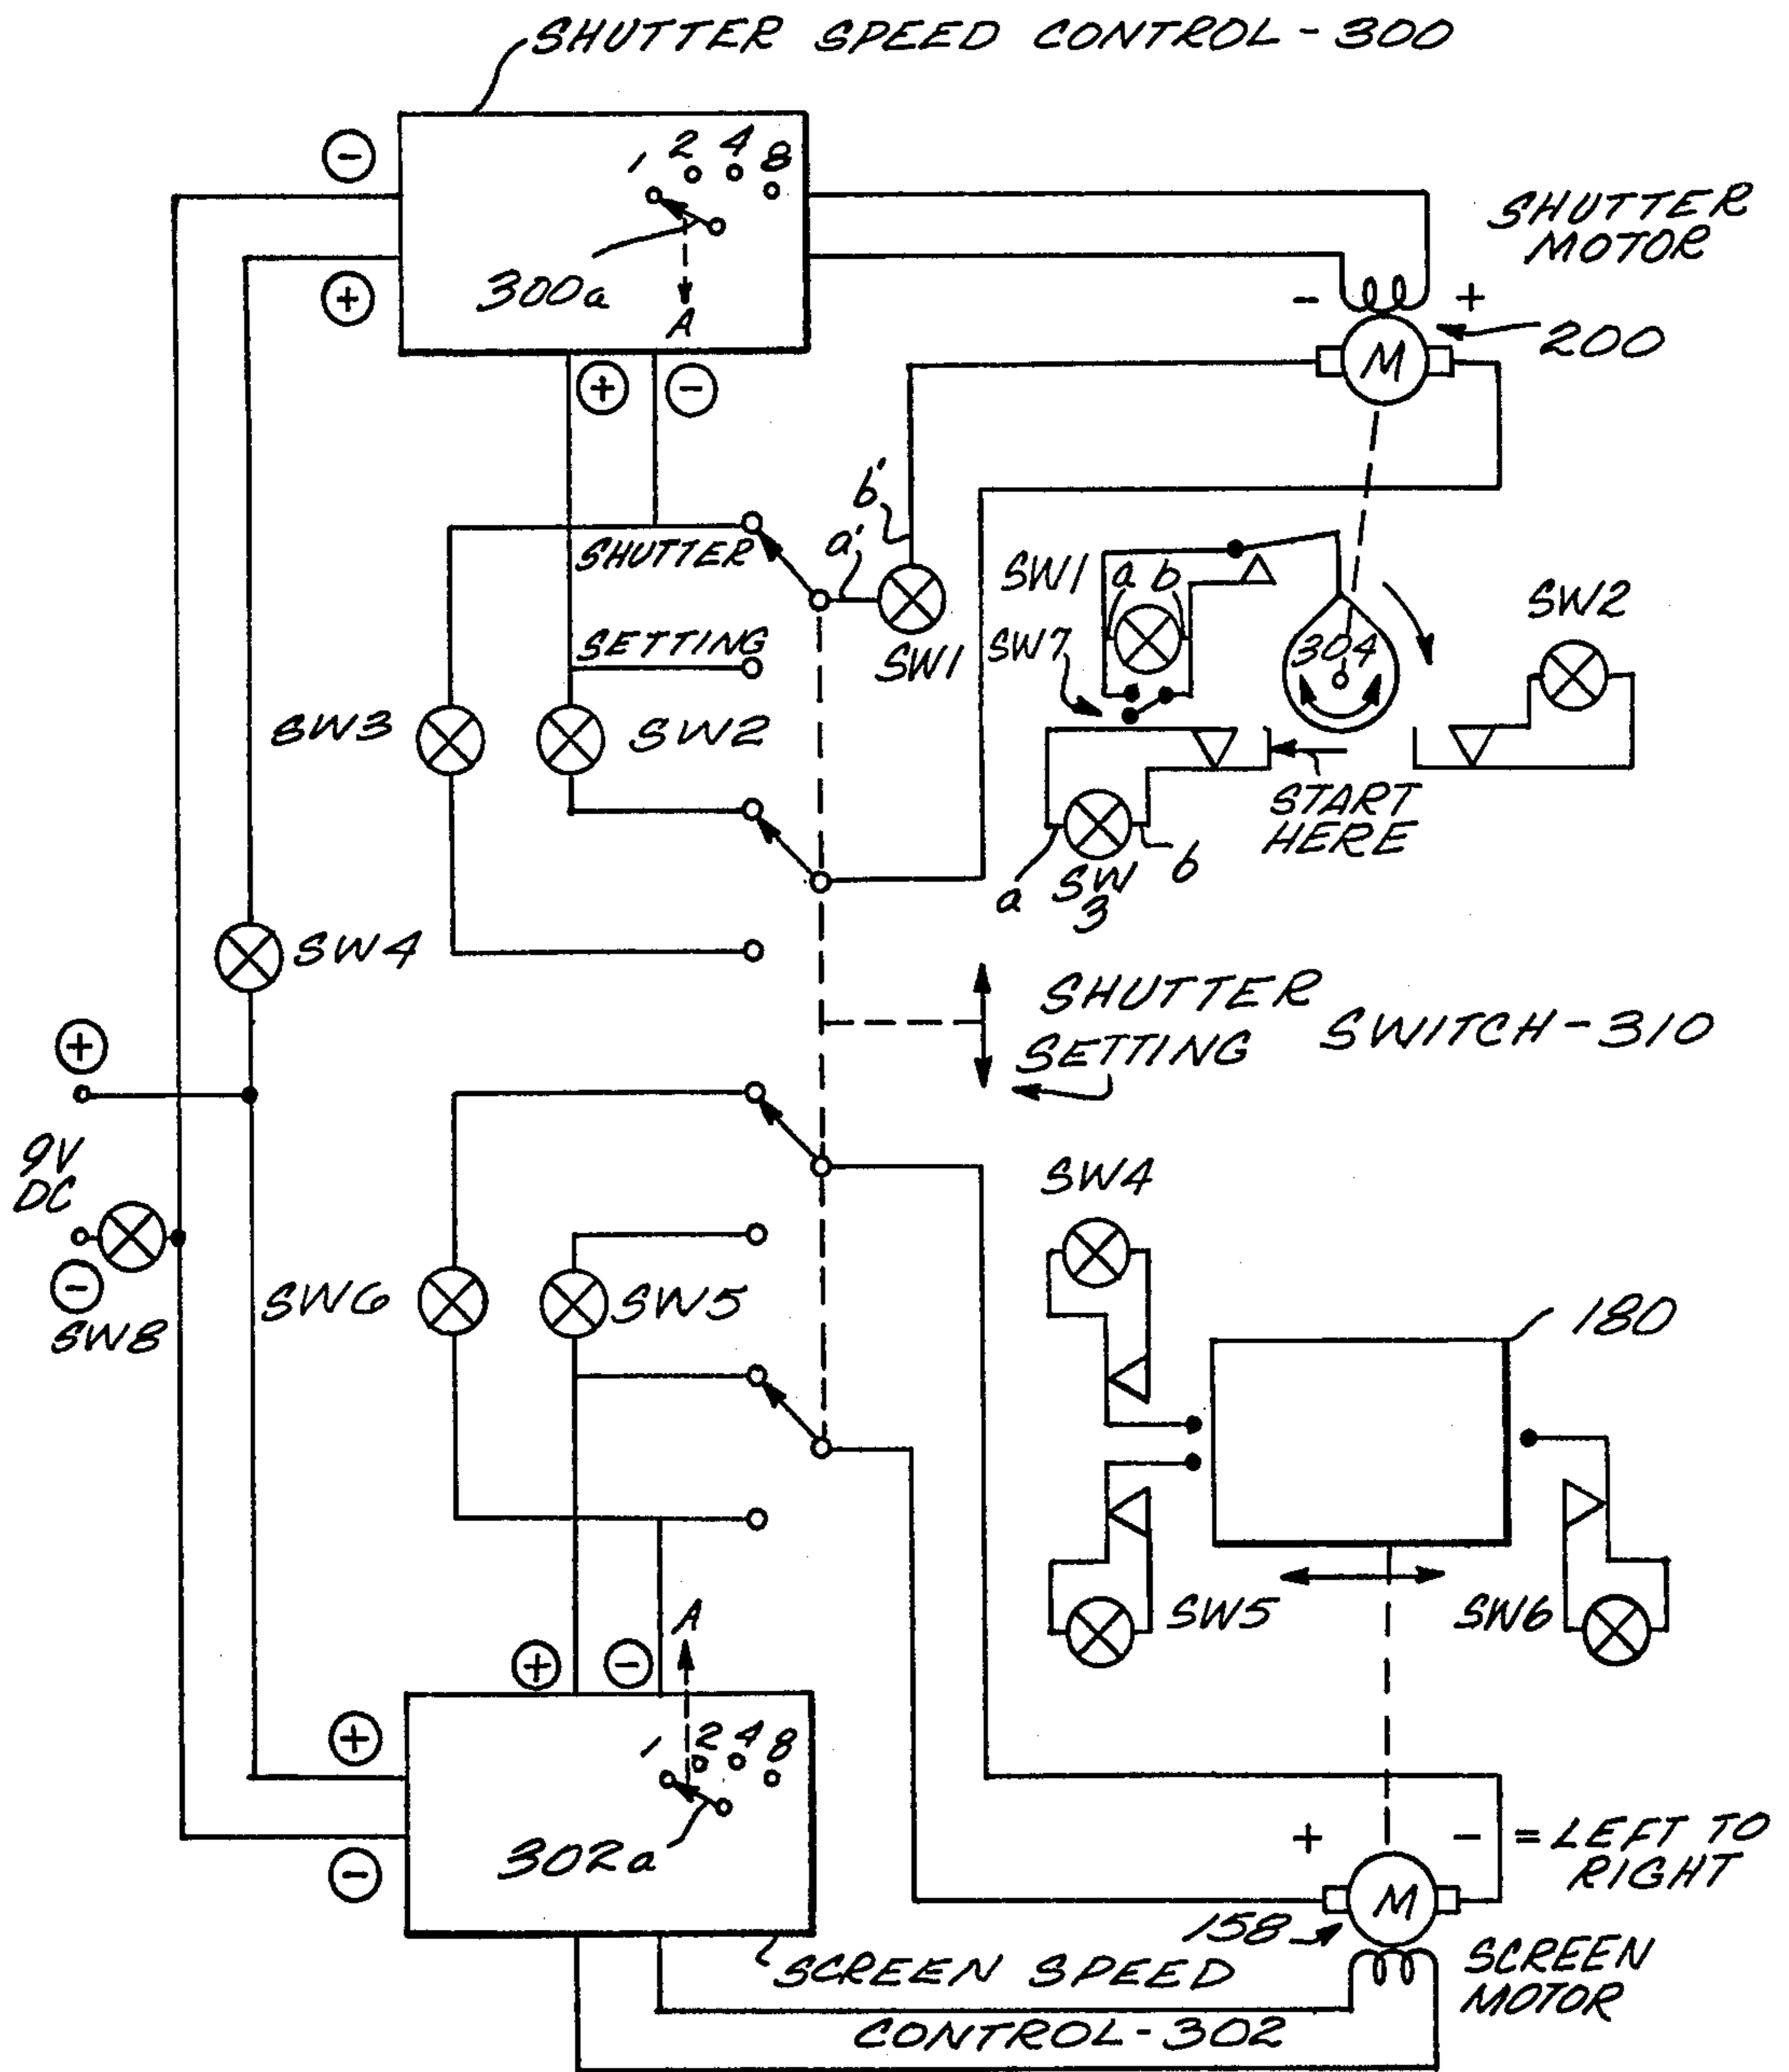 SHUTTER SPEED CONTROL - 300
-
1 2 4 8
300a
A
+
+ -
SHUTTER
MOTOR
- +
200
M
SHUTTER
a'
b'
SW1
SETTING
SW3
SW2
SW1 a b
SW7
304
SW2
START
HERE
a SW b
3
SW4
+
9V
DC
-
SW8
SHUTTER
SETTING
SWITCH - 310
SW6
SW5
SW4
180
SW5
SW6
A
+ -
+
1 2 4 8
302a
-
+ - = LEFT TO
RIGHT
M
158
SCREEN
MOTOR
SCREEN SPEED
CONTROL - 302